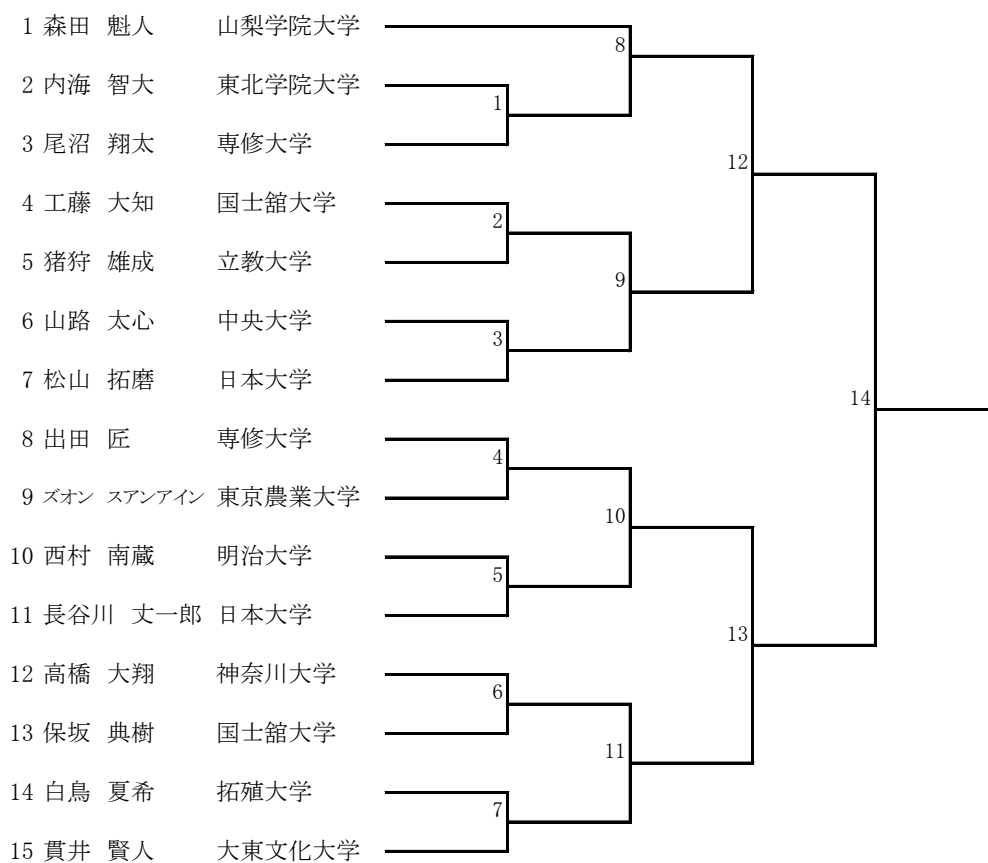 1 森田 魁人 山梨学院大学
8
2 内海 智大 東北学院大学
1
3 尾沼 翔太 専修大学
12
4 工藤 大知 国士舘大学
2
5 猪狩 雄成 立教大学
9
6 山路 太心 中央大学
3
7 松山 拓磨 日本大学
14
8 出田 匠 専修大学
4
9 ズオン スアンアイン 東京農業大学
10
10 西村 南蔵 明治大学
5
11 長谷川 丈一郎 日本大学
13
12 高橋 大翔 神奈川大学
6
13 保坂 典樹 国士舘大学
11
14 白鳥 夏希 拓殖大学
7
15 貫井 賢人 大東文化大学